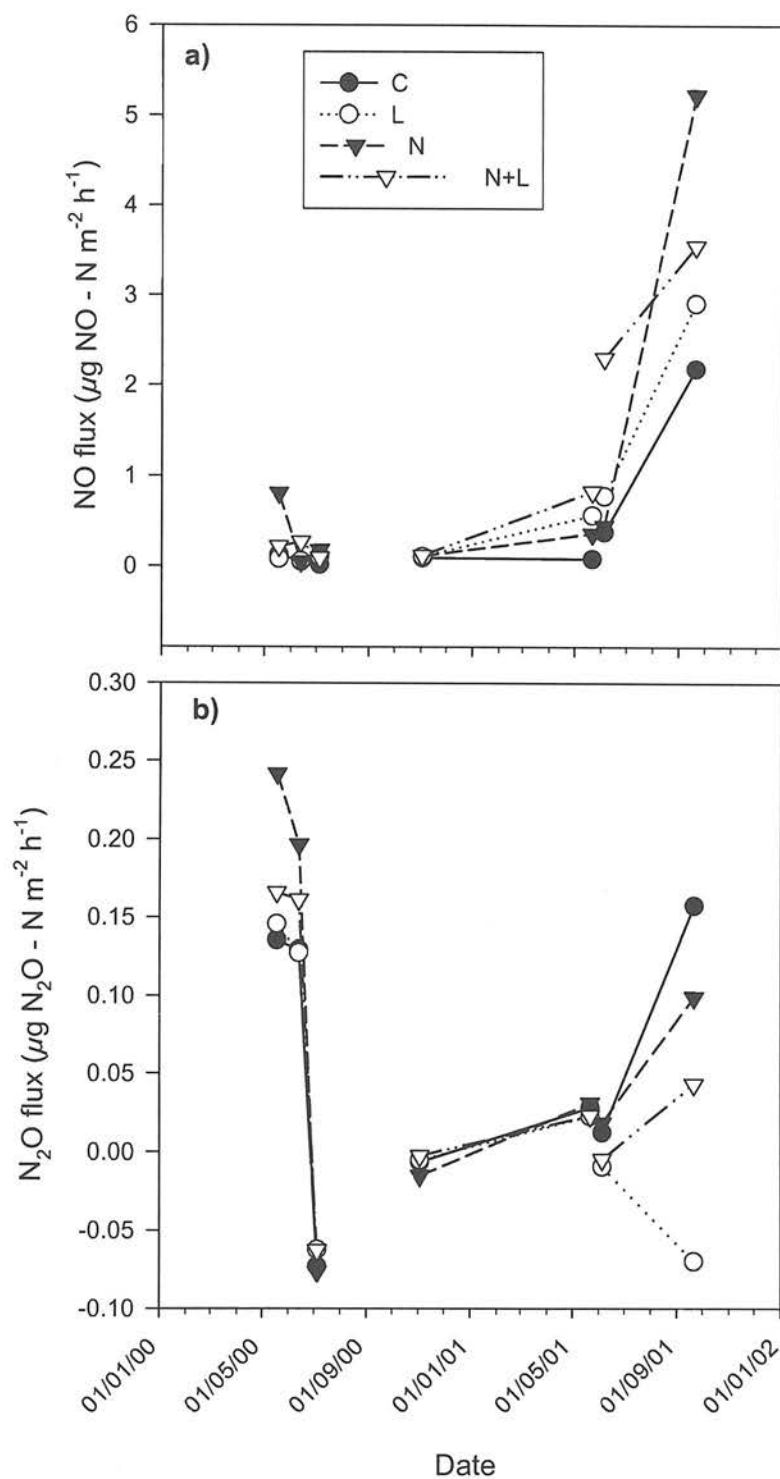 a)
C
L
N
N+L
6
5
4
3
2
1
0
NO flux (µg NO - N m⁻² h⁻¹)
b)
0.30
0.25
0.20
0.15
0.10
0.05
0.00
-0.05
-0.10
N₂O flux (µg N₂O - N m⁻² h⁻¹)
01/01/00
01/05/00
01/09/00
01/01/01
01/05/01
01/09/01
01/01/02
Date